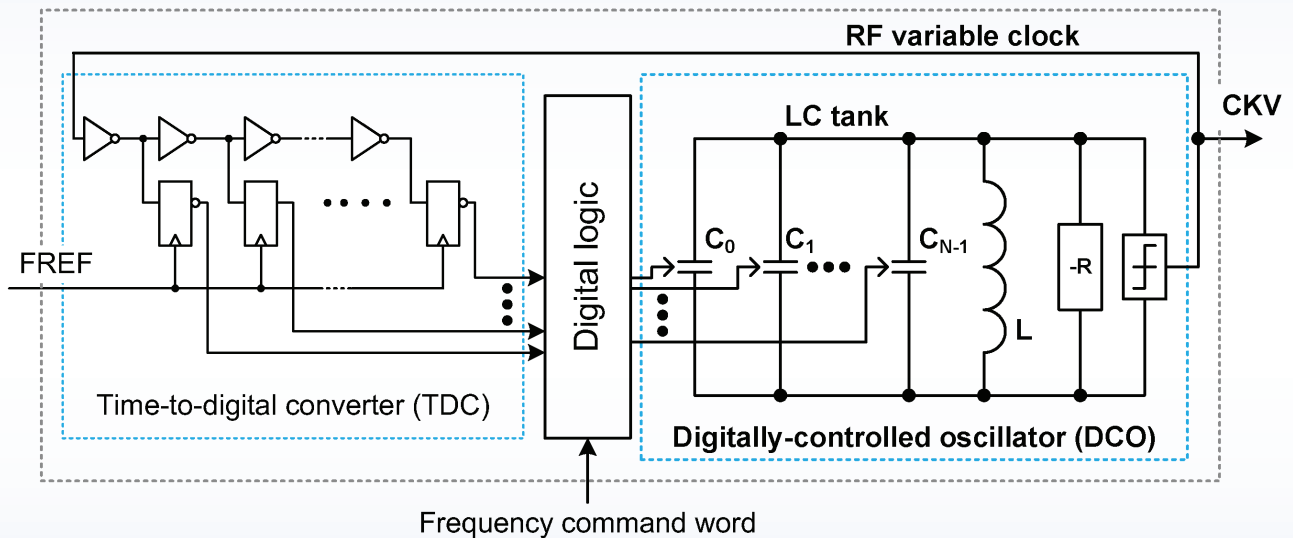 RF variable clock
CKV
LC tank
FREF
Digital logic
C0
C1
CN-1
-R
L
Time-to-digital converter (TDC)
Digitally-controlled oscillator (DCO)
Frequency command word